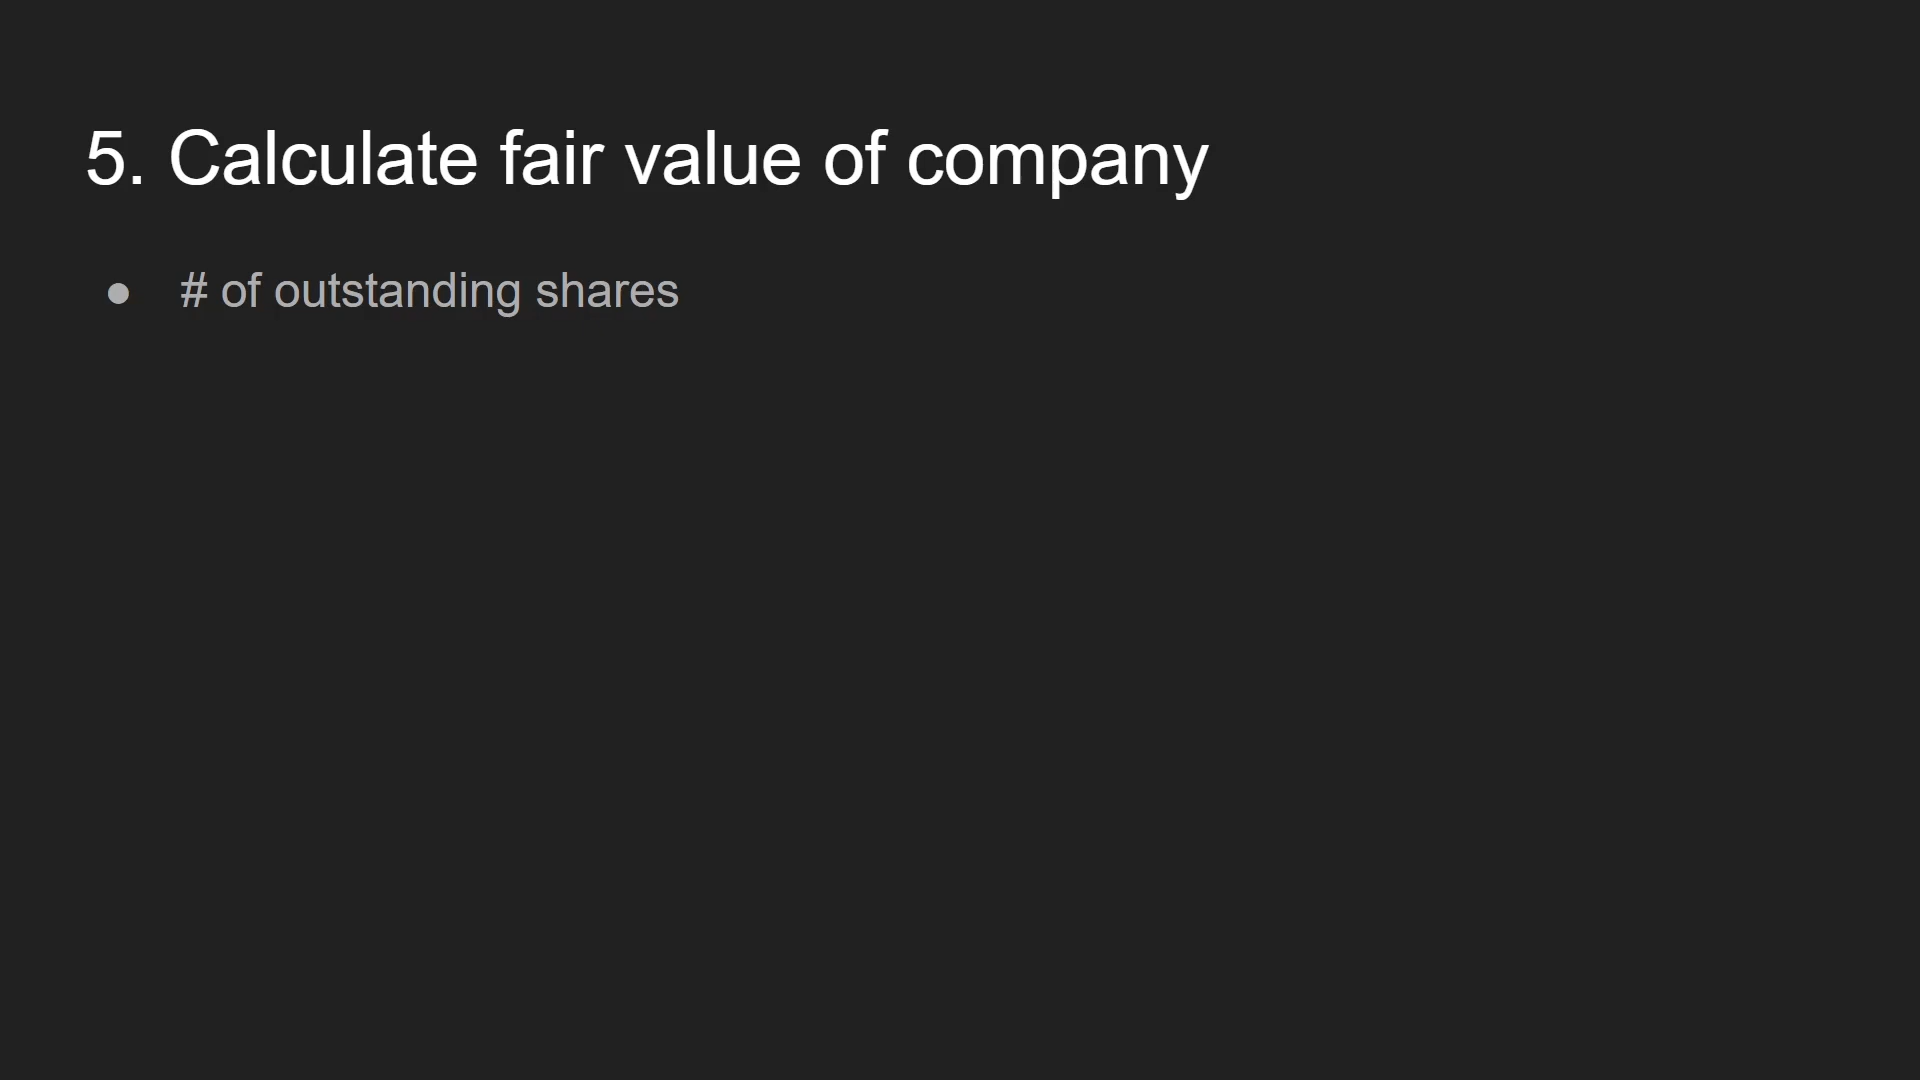 5. Calculate fair value of company
● # of outstanding shares